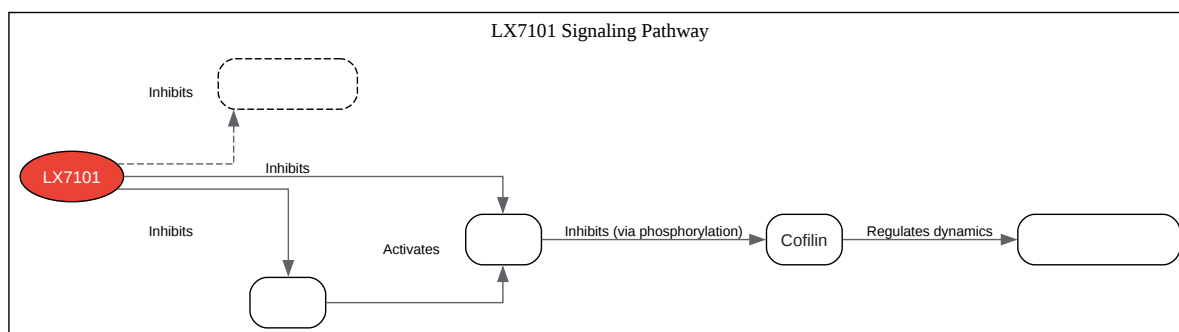 LX7101 Signaling Pathway
Inhibits
Inhibits
LX7101
Inhibits
Activates
Inhibits (via phosphorylation)
Cofilin
Regulates dynamics